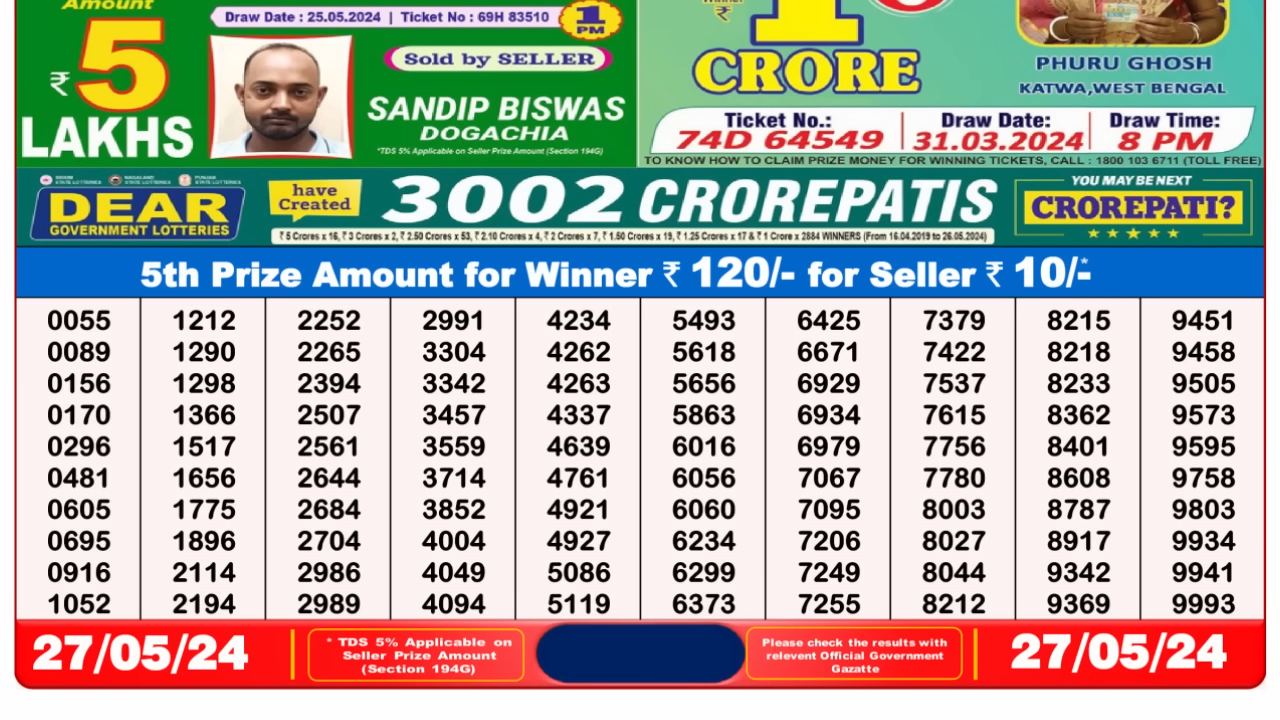 Amount
₹ 5
LAKHS
Draw Date : 25.05.2024 | Ticket No : 69H 83510
1
PM
Sold by SELLER
SANDIP BISWAS
DOGACHIA
*TDS 5% Applicable on Seller Prize Amount (Section 194G)
Winner
₹
1
CRORE
PHURU GHOSH
KATWA,WEST BENGAL
Ticket No.: Draw Date: Draw Time:
74D 64549 31.03.2024 8 PM
TO KNOW HOW TO CLAIM PRIZE MONEY FOR WINNING TICKETS, CALL : 1800 103 6711 (TOLL FREE)
STATE LOTTERIES STATE LOTTERIES STATE LOTTERIES
DEAR
GOVERNMENT LOTTERIES
have
Created
3002 CROREPATIS
₹ 5 Crores x 16, ₹ 3 Crores x 2, ₹ 2.50 Crores x 53, ₹ 2.10 Crores x 4, ₹ 2 Crores x 7, ₹ 1.50 Crores x 19, ₹ 1.25 Crores x 17 & ₹ 1 Crore x 2884 WINNERS (From 16.04.2019 to 26.05.2024)
YOU MAY BE NEXT
CROREPATI?
5th Prize Amount for Winner ₹ 120/- for Seller ₹ 10/-*
0055 1212 2252 2991 4234 5493 6425 7379 8215 9451
0089 1290 2265 3304 4262 5618 6671 7422 8218 9458
0156 1298 2394 3342 4263 5656 6929 7537 8233 9505
0170 1366 2507 3457 4337 5863 6934 7615 8362 9573
0296 1517 2561 3559 4639 6016 6979 7756 8401 9595
0481 1656 2644 3714 4761 6056 7067 7780 8608 9758
0605 1775 2684 3852 4921 6060 7095 8003 8787 9803
0695 1896 2704 4004 4927 6234 7206 8027 8917 9934
0916 2114 2986 4049 5086 6299 7249 8044 9342 9941
1052 2194 2989 4094 5119 6373 7255 8212 9369 9993
27/05/24
* TDS 5% Applicable on
Seller Prize Amount
(Section 194G)
Please check the results with
relevent Official Government
Gazatte
27/05/24